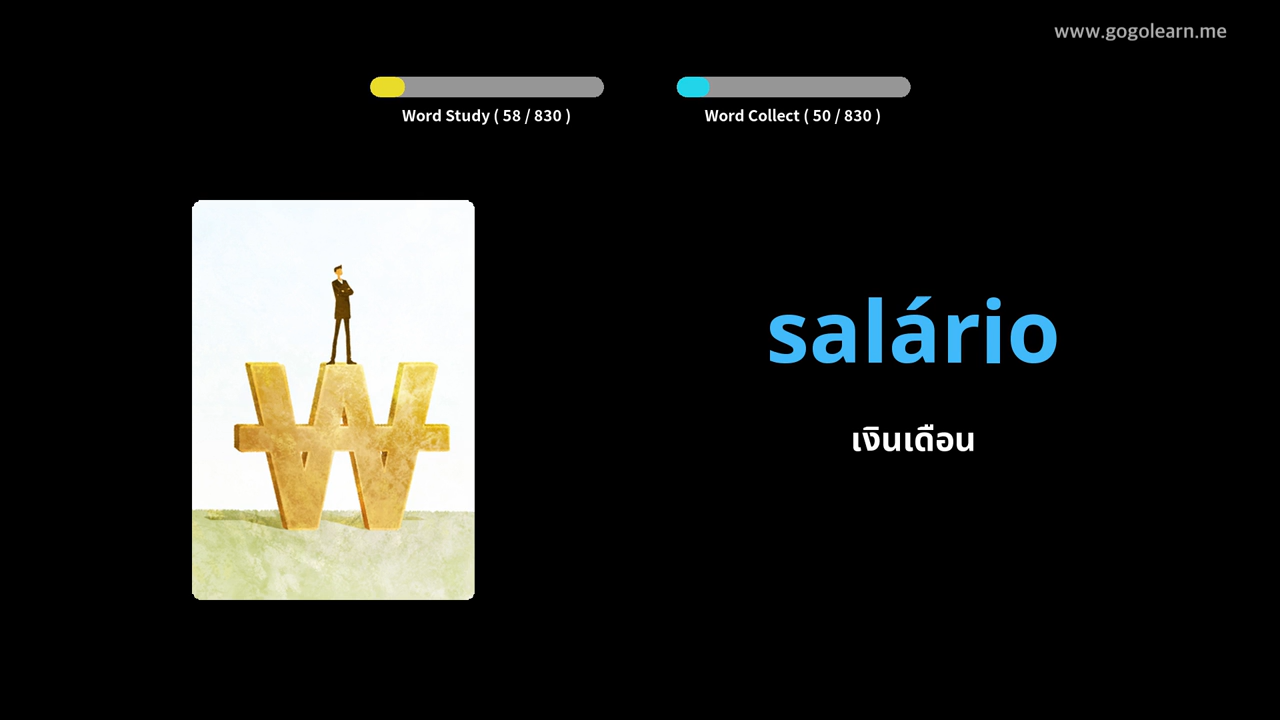 www.gogolearn.me
Word Study ( 58 / 830 )
Word Collect ( 50 / 830 )
salário
เงินเดือน